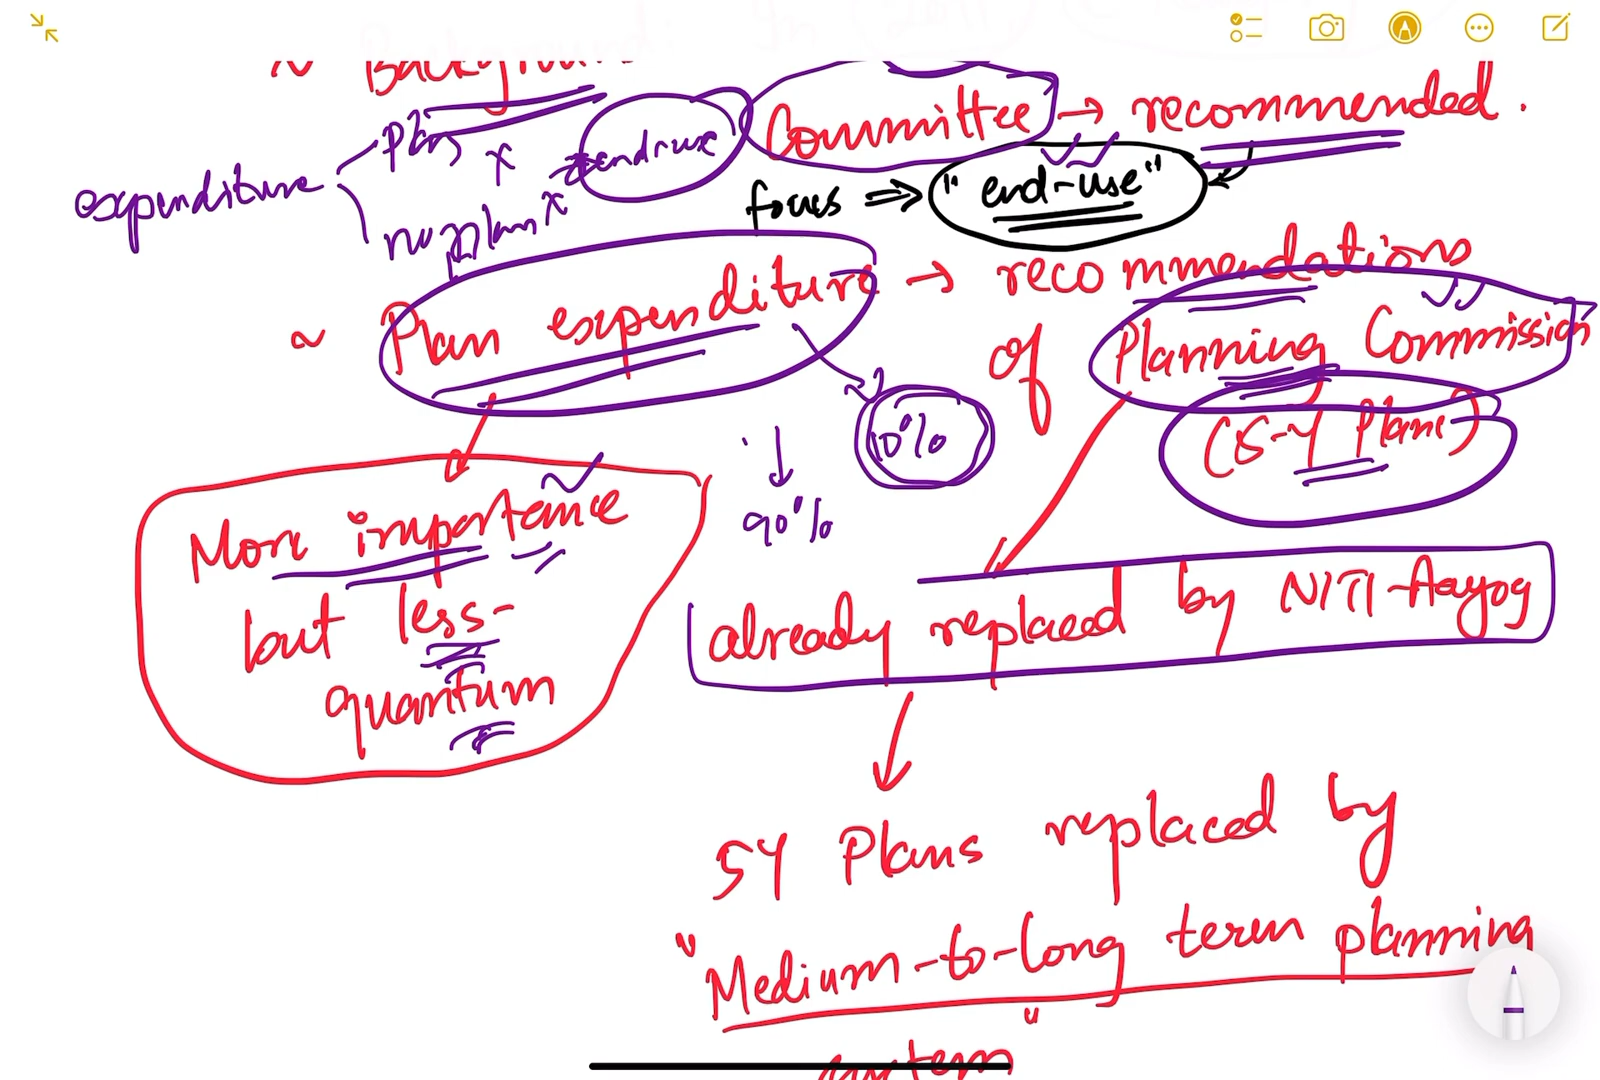 ~ Background
Committee → recommended.
expenditure
plan x
no plan x
end-use
focus ⇒ "end-use"
~ Plan expenditure → recommendations
of Planning Commission
(5-Y Plans)
10%
90%
More importance
but less-
quantum
already replaced by NITI-Aayog
5Y Plans replaced by
"Medium-to-long term planning
system"